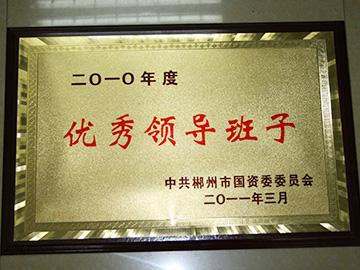 二〇一〇年度
优秀领导班子
中共郴州市国资委委员会
二〇一一年三月